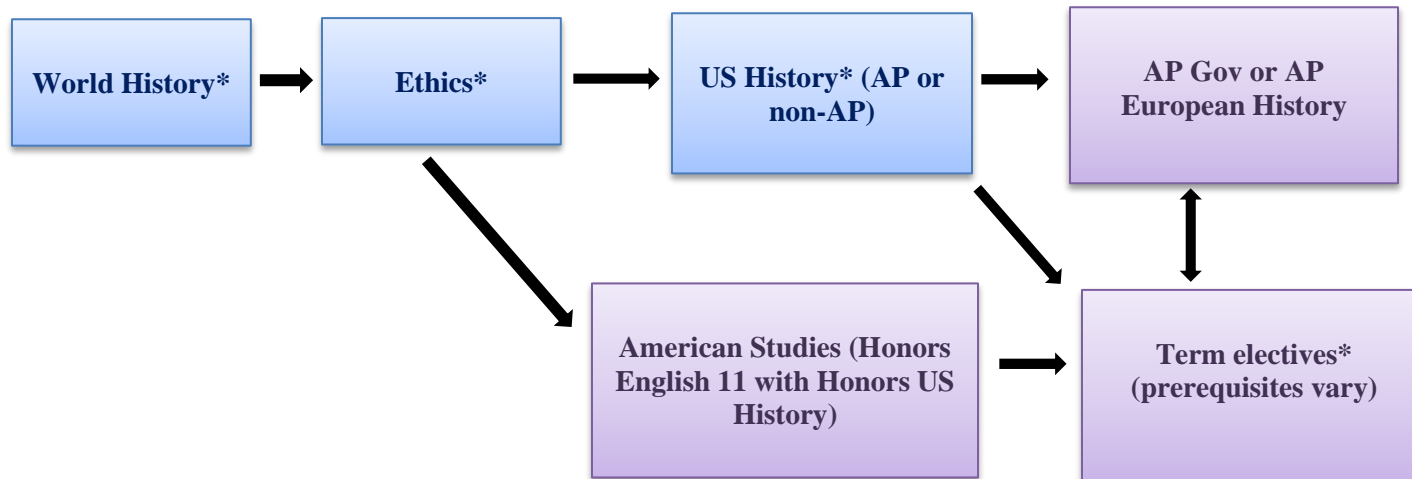 World History*
Ethics*
US History* (AP or
non-AP)
AP Gov or AP
European History
American Studies (Honors
English 11 with Honors US
History)
Term electives*
(prerequisites vary)